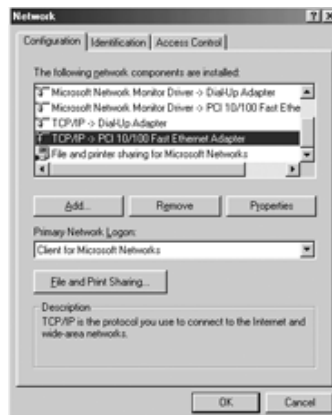 Network
Configuration Identification Access Control
The following network components are installed:
Microsoft Network Monitor Driver -> Dial-Up Adapter
Microsoft Network Monitor Driver -> PCI 10/100 Fast Ethe
TCP/IP -> Dial-Up Adapter
TCP/IP -> PCI 10/100 Fast Ethernet Adapter
File and printer sharing for Microsoft Networks
Add... Remove Properties
Primary Network Logon:
Client for Microsoft Networks
File and Print Sharing...
Description
TCP/IP is the protocol you use to connect to the Internet and
wide-area networks.
OK Cancel